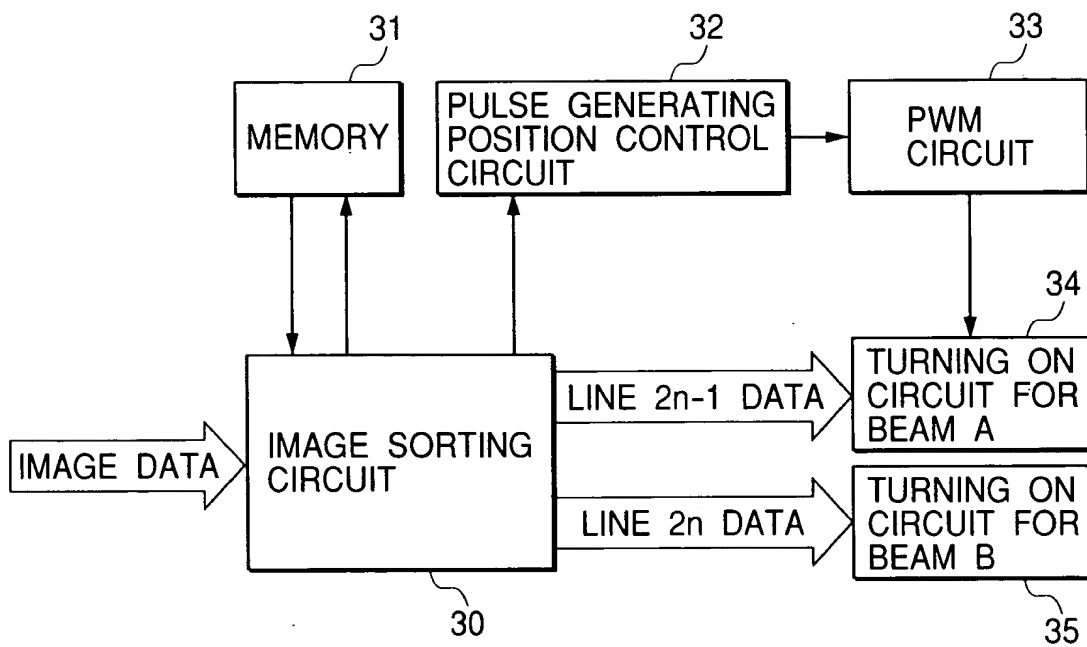 31
32
33
MEMORY
PULSE GENERATING
POSITION CONTROL
CIRCUIT
PWM
CIRCUIT
34
IMAGE DATA
IMAGE SORTING
CIRCUIT
LINE 2n-1 DATA
TURNING ON
CIRCUIT FOR
BEAM A
LINE 2n DATA
TURNING ON
CIRCUIT FOR
BEAM B
30
35